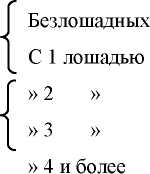 Безлошадных
С 1 лошадью
» 2 »
» 3 »
» 4 и более